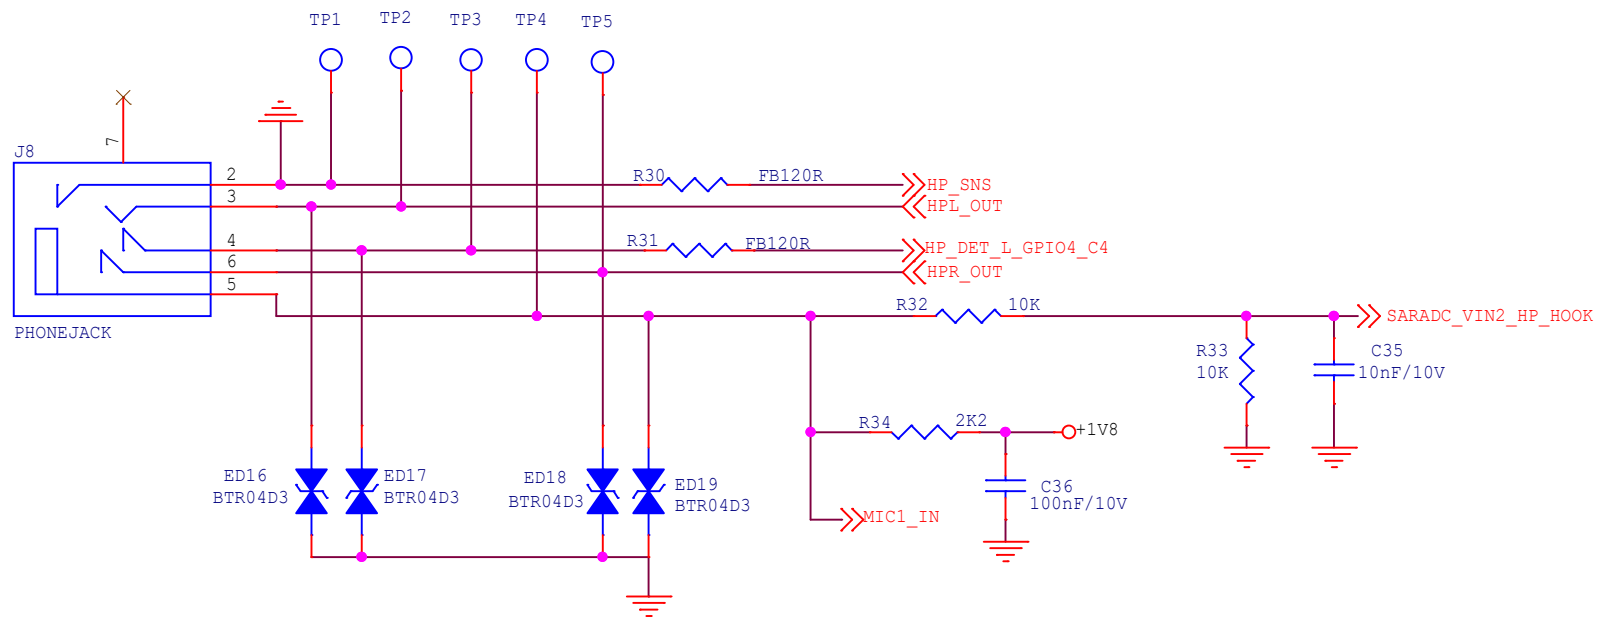 TP1
TP2
TP3
TP4
TP5
7
J8
2
3
4
6
5
PHONEJACK
R30
FB120R
HP_SNS
HPL_OUT
R31
FB120R
HP_DET_L_GPIO4_C4
HPR_OUT
R32
10K
SARADC_VIN2_HP_HOOK
R33
10K
C35
10nF/10V
R34
2K2
+1V8
C36
100nF/10V
MIC1_IN
ED16
BTR04D3
ED17
BTR04D3
ED18
BTR04D3
ED19
BTR04D3